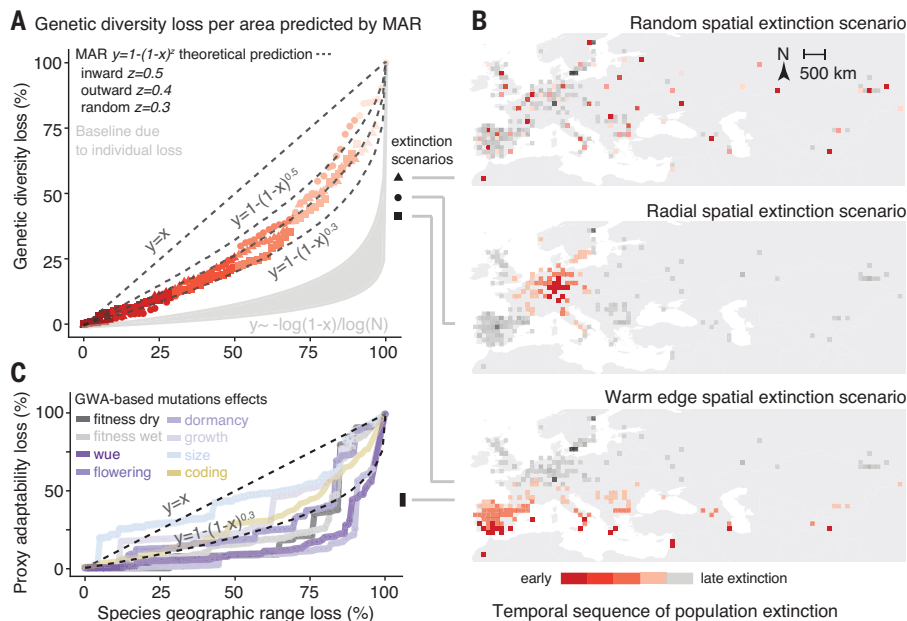 A Genetic diversity loss per area predicted by MAR
MAR y=1-(1-x)ᶻ theoretical prediction
inward z=0.5
outward z=0.4
random z=0.3
Baseline due
to individual loss
Genetic diversity loss (%)
100
75
50
25
0
y=x
y=1-(1-x)^0.5
y=1-(1-x)^0.3
y~ -log(1-x)/log(N)
0
25
50
75
100
extinction
scenarios
B
Random spatial extinction scenario
N
500 km
Radial spatial extinction scenario
Warm edge spatial extinction scenario
early
late extinction
Temporal sequence of population extinction
C
GWA-based mutations effects
fitness dry
fitness wet
wue
flowering
dormancy
growth
size
coding
Proxy adaptability loss (%)
100
50
0
y=x
y=1-(1-x)^0.3
0
25
50
75
100
Species geographic range loss (%)